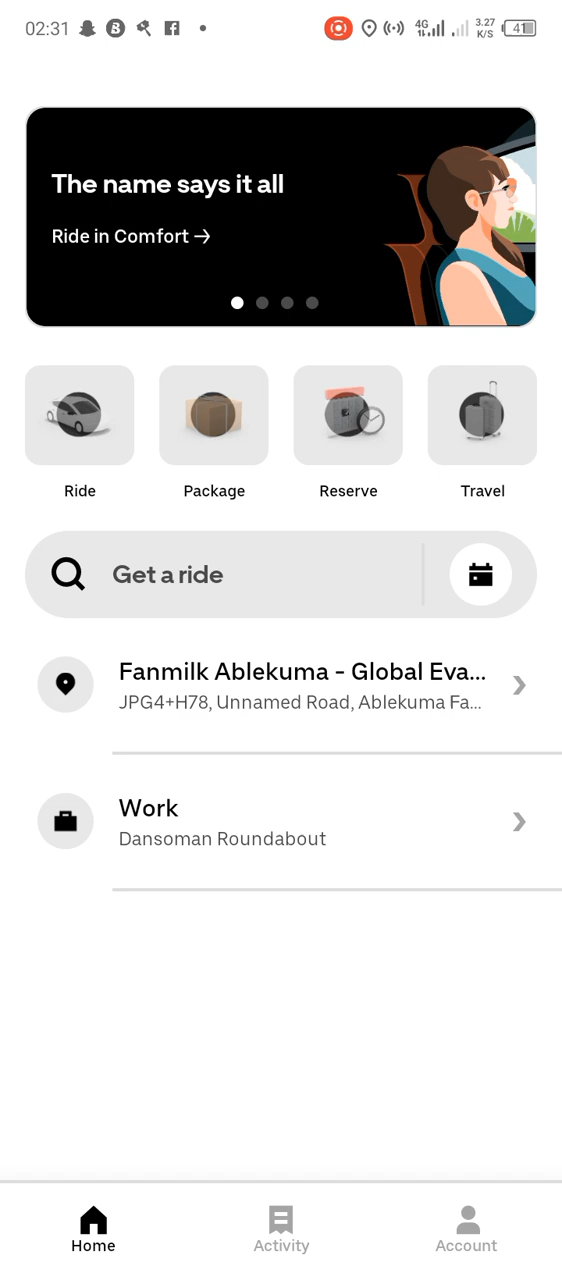 02:31
4G
3.27
K/S
41
The name says it all
Ride in Comfort →
Ride
Package
Reserve
Travel
Get a ride
Fanmilk Ablekuma - Global Eva...
JPG4+H78, Unnamed Road, Ablekuma Fa...
Work
Dansoman Roundabout
Home
Activity
Account